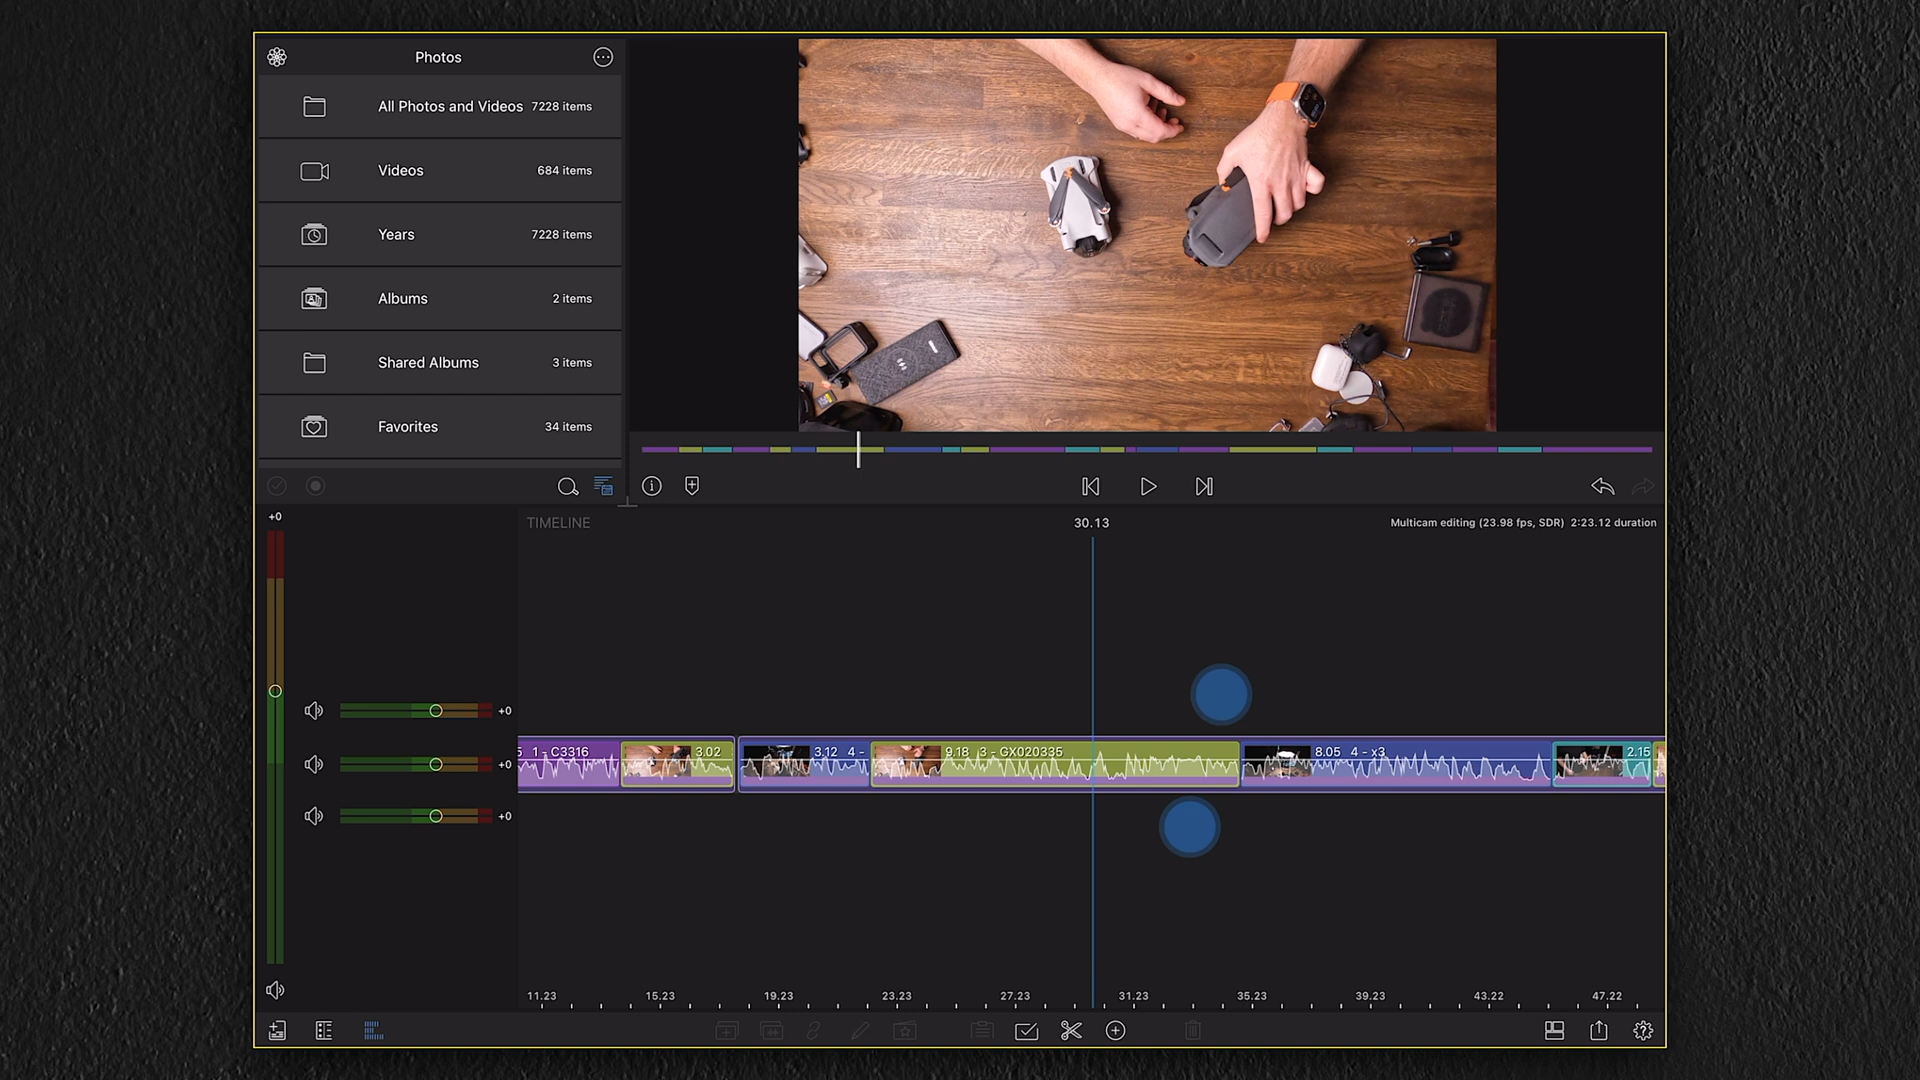 Photos
All Photos and Videos 7228 items
Videos 684 items
Years 7228 items
Albums 2 items
Shared Albums 3 items
Favorites 34 items
+0
TIMELINE
30.13
Multicam editing (23.98 fps, SDR) 2:23.12 duration
+0
5 1 - C3316
3.02
3.12 4 -
9.18 3 - GX020335
8.05 4 - x3
2.15
+0
+0
11.23 15.23 19.23 23.23 27.23 31.23 35.23 39.23 43.22 47.22